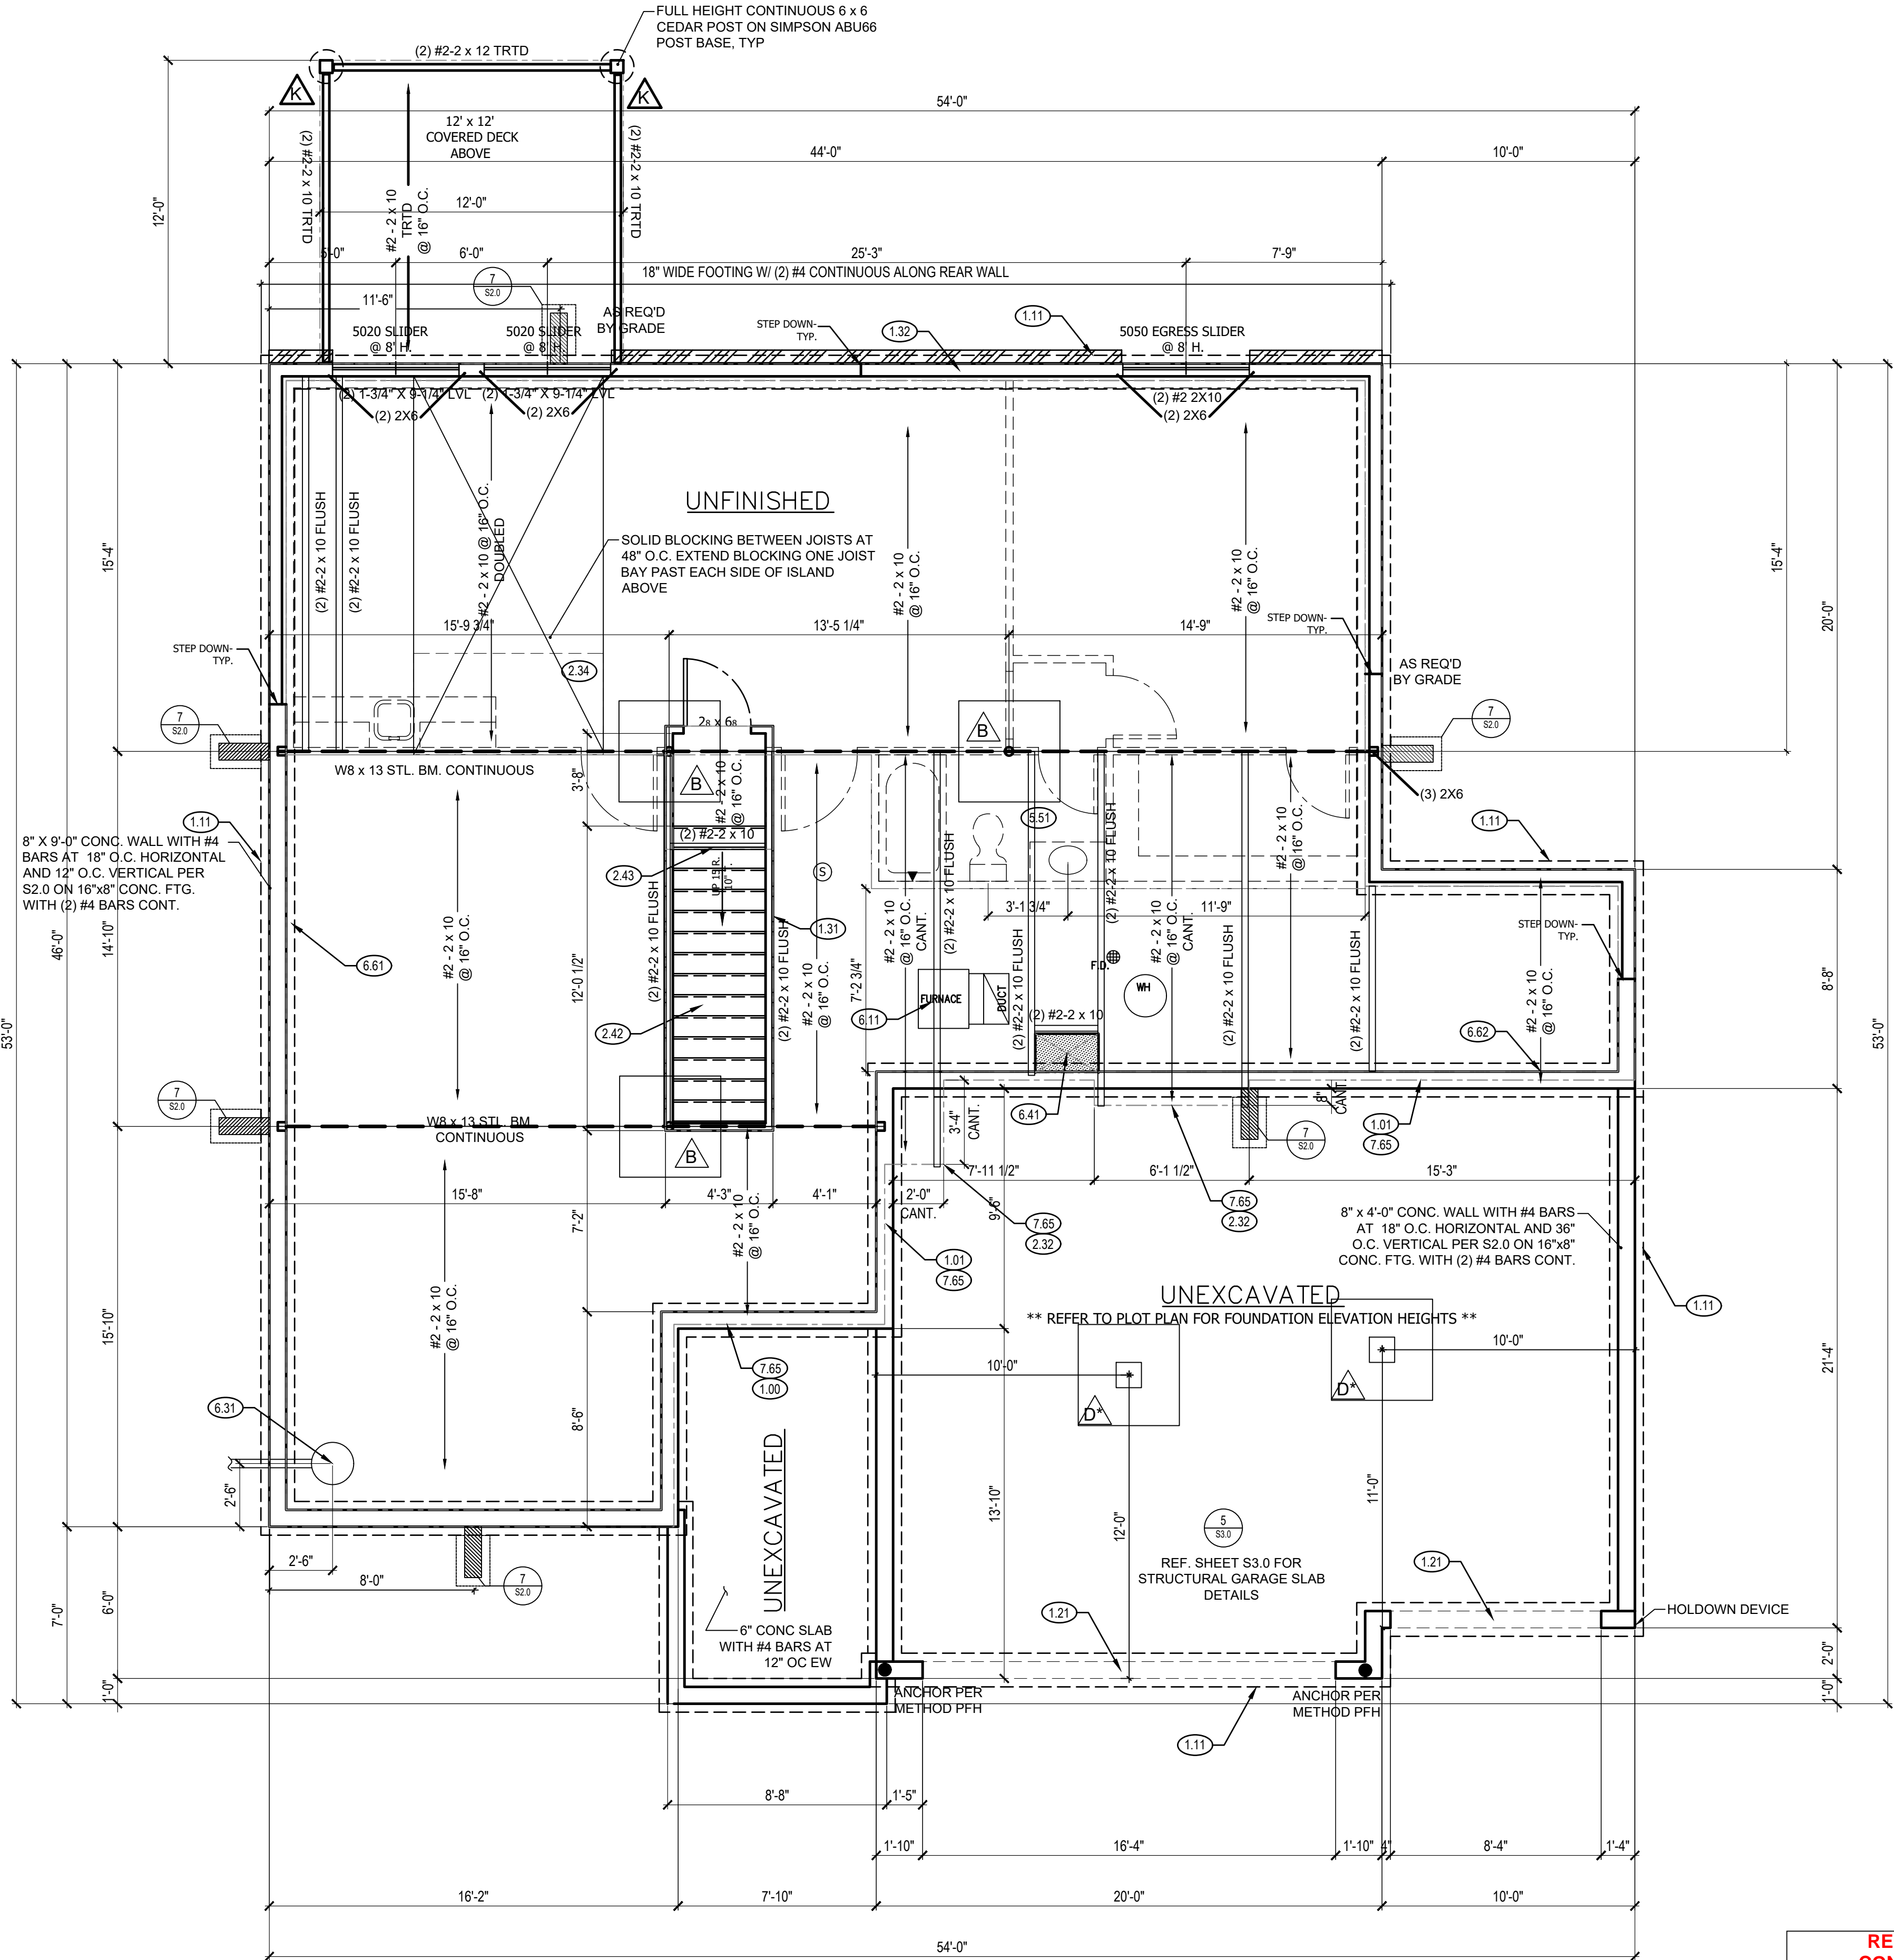 FULL HEIGHT CONTINUOUS 6 x 6
CEDAR POST ON SIMPSON ABU66
POST BASE, TYP
(2) #2-2 x 12 TRTD
K
K
12' x 12'
COVERED DECK
ABOVE
(2) #2-2 x 10 TRTD
(2) #2-2 x 10 TRTD
#2 - 2 x 10
TRTD
@ 16" O.C.
12'-0"
12'-0"
54'-0"
44'-0"
10'-0"
5'-0"
6'-0"
25'-3"
7'-9"
18" WIDE FOOTING W/ (2) #4 CONTINUOUS ALONG REAR WALL
7
S2.0
11'-6"
AS REQ'D
BY GRADE
5020 SLIDER
@ 8' H.
5020 SLIDER
@ 8' H.
STEP DOWN-
TYP.
1.32
1.11
5050 EGRESS SLIDER
@ 8' H.
(2) 1-3/4" X 9-1/4" LVL
(2) 1-3/4" X 9-1/4" LVL
(2) 2X6
(2) 2X6
(2) #2 2X10
(2) 2X6
UNFINISHED
(2) #2-2 x 10 FLUSH
(2) #2-2 x 10 FLUSH
#2 - 2 x 10 @ 16" O.C.
DOUBLED
SOLID BLOCKING BETWEEN JOISTS AT
48" O.C. EXTEND BLOCKING ONE JOIST
BAY PAST EACH SIDE OF ISLAND
ABOVE
#2 - 2 x 10
@ 16" O.C.
#2 - 2 x 10
@ 16" O.C.
15'-4"
15'-4"
20'-0"
15'-9 3/4"
13'-5 1/4"
14'-9"
STEP DOWN-
TYP.
STEP DOWN-
TYP.
AS REQ'D
BY GRADE
2.34
7
S2.0
7
S2.0
28 x 68
B
B
W8 x 13 STL. BM. CONTINUOUS
3'-8"
#2 - 2 x 10
@ 16" O.C.
(3) 2X6
1.11
8" X 9'-0" CONC. WALL WITH #4
BARS AT 18" O.C. HORIZONTAL
AND 12" O.C. VERTICAL PER
S2.0 ON 16"x8" CONC. FTG.
WITH (2) #4 BARS CONT.
1.11
5.51
(2) #2-2 x 10
2.43
UP 15 R.
10"
S
46'-0"
14'-10"
53'-0"
6.61
#2 - 2 x 10
@ 16" O.C.
12'-0 1/2"
(2) #2-2 x 10 FLUSH
1.31
(2) #2-2 x 10 FLUSH
#2 - 2 x 10
@ 16" O.C.
7'-2 3/4"
#2 - 2 x 10
@ 16" O.C.
CANT.
(2) #2-2 x 10 FLUSH
3'-1 3/4"
11'-9"
(2) #2-2 x 10 FLUSH
(2) #2-2 x 10 FLUSH
F.D.
WH
#2 - 2 x 10
@ 16" O.C.
CANT.
(2) #2-2 x 10 FLUSH
#2 - 2 x 10
@ 16" O.C.
(2) #2-2 x 10 FLUSH
STEP DOWN-
TYP.
#2 - 2 x 10
@ 16" O.C.
8'-8"
53'-0"
2.42
6.11
FURNACE
DUCT
(2) #2-2 x 10
6.62
7
S2.0
W8 x 13 STL. BM.
CONTINUOUS
B
3'-4"
CANT.
6.41
8"
CANT
7
S2.0
1.01
7.65
15'-8"
4'-3"
4'-1"
2'-0"
CANT.
7'-11 1/2"
6'-1 1/2"
15'-3"
7'-2"
#2 - 2 x 10
@ 16" O.C.
9'-6"
7.65
2.32
7.65
2.32
1.01
7.65
8" x 4'-0" CONC. WALL WITH #4 BARS
AT 18" O.C. HORIZONTAL AND 36"
O.C. VERTICAL PER S2.0 ON 16"x8"
CONC. FTG. WITH (2) #4 BARS CONT.
1.11
UNEXCAVATED
** REFER TO PLOT PLAN FOR FOUNDATION ELEVATION HEIGHTS **
15'-10"
#2 - 2 x 10
@ 16" O.C.
7.65
1.00
10'-0"
10'-0"
D*
D*
21'-4"
6.31
8'-6"
2'-6"
2'-6"
8'-0"
7
S2.0
UNEXCAVATED
13'-10"
12'-0"
11'-0"
5
S3.0
REF. SHEET S3.0 FOR
STRUCTURAL GARAGE SLAB
DETAILS
1.21
1.21
HOLDOWN DEVICE
7'-0"
6'-0"
1'-0"
6" CONC SLAB
WITH #4 BARS AT
12" OC EW
ANCHOR PER
METHOD PFH
ANCHOR PER
METHOD PFH
2'-0"
1'-0"
1.11
8'-8"
1'-5"
1'-10"
16'-4"
1'-10"
4"
8'-4"
1'-4"
16'-2"
7'-10"
20'-0"
10'-0"
54'-0"